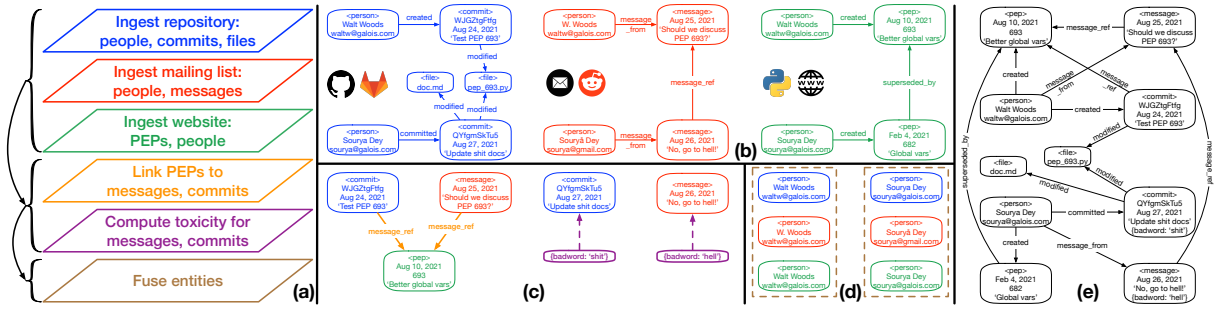 Ingest repository:
people, commits, files
Ingest mailing list:
people, messages
Ingest website:
PEPs, people
Link PEPs to
messages, commits
Compute toxicity for
messages, commits
Fuse entities
(a)
<person>
Walt Woods
waltw@galois.com
created
<commit>
WJGZtgFtfg
Aug 24, 2021
'Test PEP 693'
modified
<file>
doc.md
<file>
pep_693.py
modified
modified
<person>
Sourya Dey
sourya@galois.com
committed
<commit>
QYfgmSkTu5
Aug 27, 2021
'Update shit docs'
<person>
W. Woods
waltw@galois.com
message
_from
<message>
Aug 25, 2021
'Should we discuss
PEP 693?'
message_ref
<person>
Souryâ Dey
sourya@gmail.com
message
_from
<message>
Aug 26, 2021
'No, go to hell!'
<person>
Walt Woods
waltw@galois.com
created
<pep>
Aug 10, 2021
693
'Better global vars'
superseded_by
<person>
Sourya Dey
sourya@galois.com
created
<pep>
Feb 4, 2021
682
'Global vars'
(b)
<commit>
WJGZtgFtfg
Aug 24, 2021
'Test PEP 693'
<message>
Aug 25, 2021
'Should we discuss
PEP 693?'
message_ref
message_ref
<pep>
Aug 10, 2021
693
'Better global vars'
<commit>
QYfgmSkTu5
Aug 27, 2021
'Update shit docs'
{badword: 'shit'}
<message>
Aug 26, 2021
'No, go to hell!'
{badword: 'hell'}
(c)
<person>
Walt Woods
waltw@galois.com
<person>
W. Woods
waltw@galois.com
<person>
Walt Woods
waltw@galois.com
<person>
Sourya Dey
sourya@galois.com
<person>
Souryâ Dey
sourya@gmail.com
<person>
Sourya Dey
sourya@galois.com
(d)
<pep>
Aug 10, 2021
693
'Better global vars'
message_ref
<message>
Aug 25, 2021
'Should we discuss
PEP 693?'
created
message
_from
message
_ref
<person>
Walt Woods
waltw@galois.com
created
<commit>
WJGZtgFtfg
Aug 24, 2021
'Test PEP 693'
modified
<file>
pep_693.py
<file>
doc.md
modified
modified
superseded_by
message_ref
<person>
Sourya Dey
sourya@galois.com
committed
<commit>
QYfgmSkTu5
Aug 27, 2021
'Update shit docs'
{badword: 'shit'}
created
message_from
<pep>
Feb 4, 2021
682
'Global vars'
<message>
Aug 26, 2021
'No, go to hell!'
{badword: 'hell'}
(e)